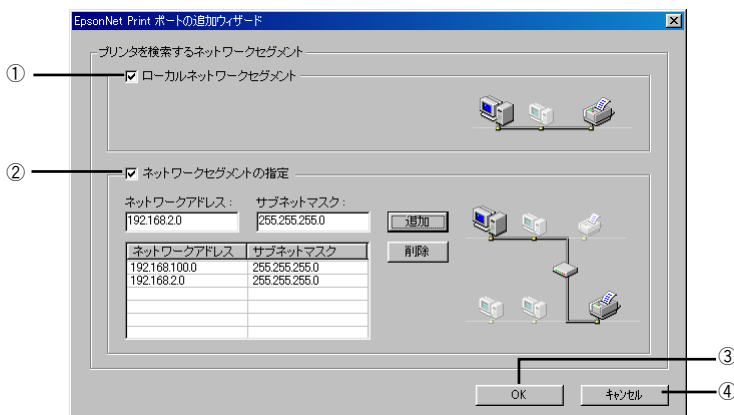 EpsonNet Print ポートの追加ウィザード
プリンタを検索するネットワークセグメント
① ローカルネットワークセグメント
② ネットワークセグメントの指定
ネットワークアドレス： サブネットマスク：
192.168.2.0 255.255.255.0 追加
ネットワークアドレス サブネットマスク 削除
192.168.100.0 255.255.255.0
192.168.2.0 255.255.255.0
③
OK キャンセル ④